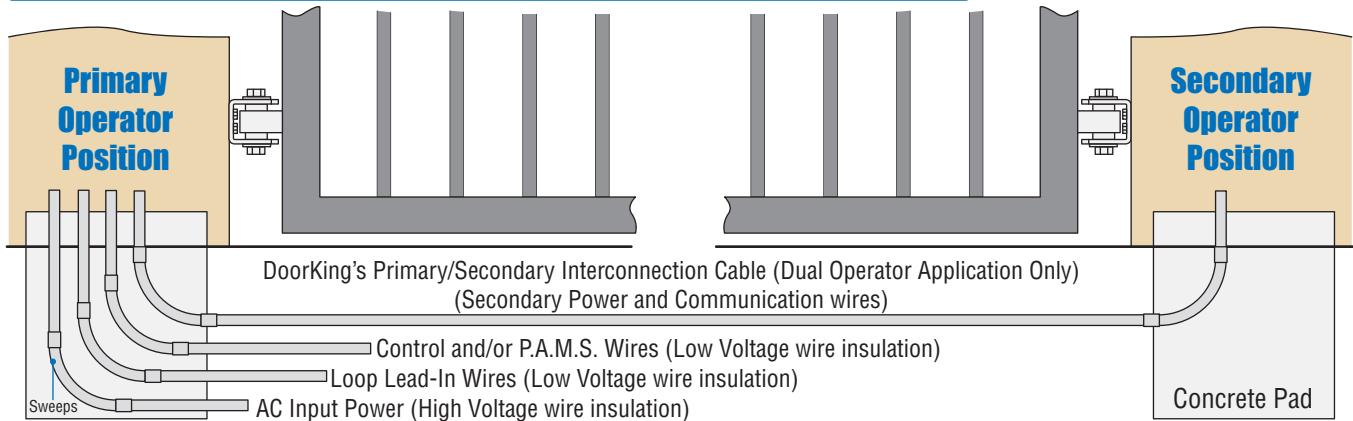 Primary
Operator
Position
Secondary
Operator
Position
DoorKing's Primary/Secondary Interconnection Cable (Dual Operator Application Only)
(Secondary Power and Communication wires)
Control and/or P.A.M.S. Wires (Low Voltage wire insulation)
Loop Lead-In Wires (Low Voltage wire insulation)
AC Input Power (High Voltage wire insulation)
Sweeps
Concrete Pad